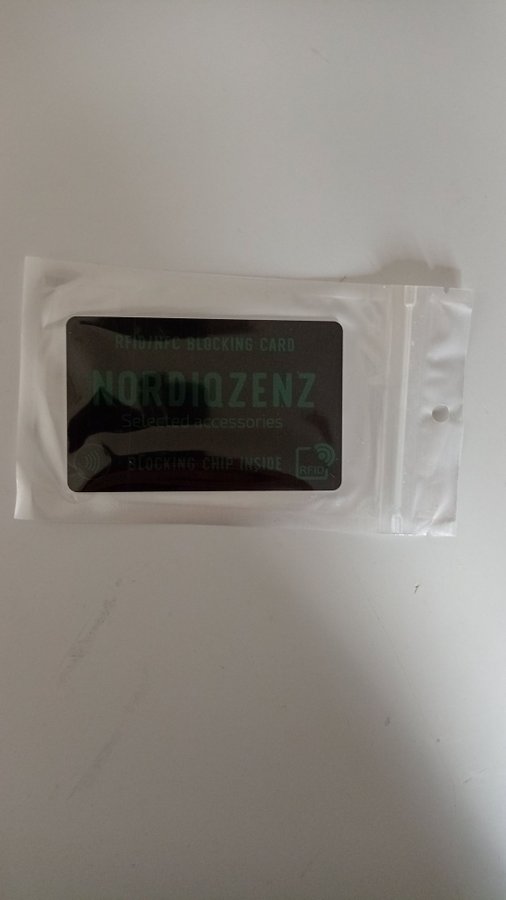 RFID/NFC BLOCKING CARD
NORDIQZENZ
Selected accessories
BLOCKING CHIP INSIDE
RFID